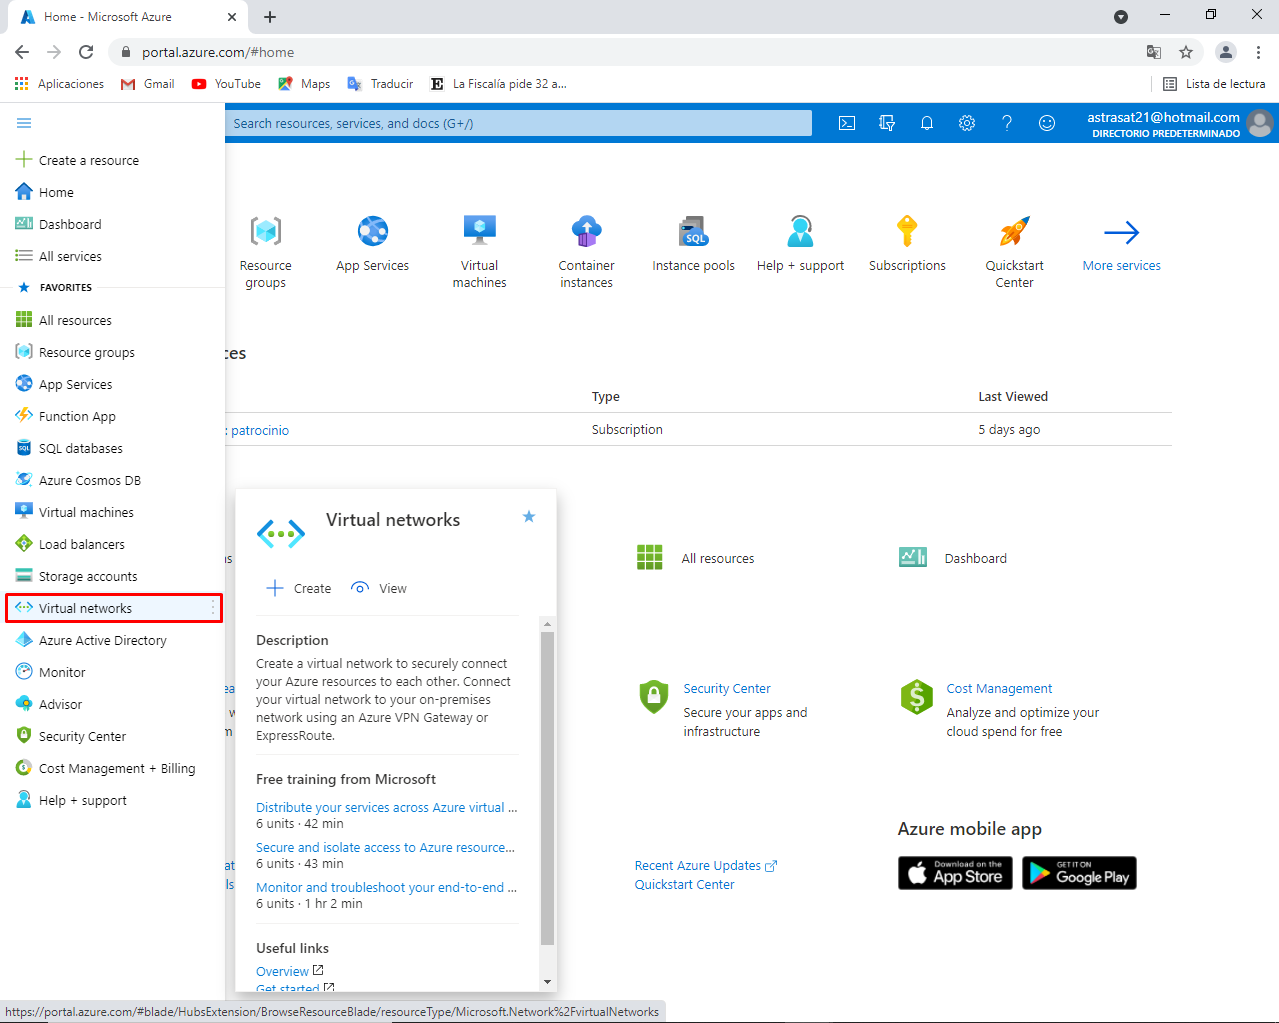 Home - Microsoft Azure
portal.azure.com/#home
Aplicaciones
Gmail
YouTube
Maps
Traducir
La Fiscalía pide 32 a...
Lista de lectura
Search resources, services, and docs (G+/)
astrasat21@hotmail.com
DIRECTORIO PREDETERMINADO
Create a resource
Home
Dashboard
All services
FAVORITES
All resources
Resource groups
App Services
Function App
SQL databases
Azure Cosmos DB
Virtual machines
Load balancers
Storage accounts
Virtual networks
Azure Active Directory
Monitor
Advisor
Security Center
Cost Management + Billing
Help + support
Resource
groups
App Services
Virtual
machines
Container
instances
SQL
Instance pools
Help + support
Subscriptions
Quickstart
Center
More services
ces
Type
Last Viewed
: patrocinio
Subscription
5 days ago
Virtual networks
Create
View
Description
Create a virtual network to securely connect
your Azure resources to each other. Connect
your virtual network to your on-premises
network using an Azure VPN Gateway or
ExpressRoute.
Free training from Microsoft
Distribute your services across Azure virtual ...
6 units · 42 min
Secure and isolate access to Azure resource...
6 units · 43 min
Monitor and troubleshoot your end-to-end ...
6 units · 1 hr 2 min
Useful links
Overview
Get started
All resources
Dashboard
Security Center
Secure your apps and
infrastructure
Cost Management
Analyze and optimize your
cloud spend for free
Recent Azure Updates
Quickstart Center
Azure mobile app
Download on the
App Store
GET IT ON
Google Play
https://portal.azure.com/#blade/HubsExtension/BrowseResourceBlade/resourceType/Microsoft.Network%2FvirtualNetworks